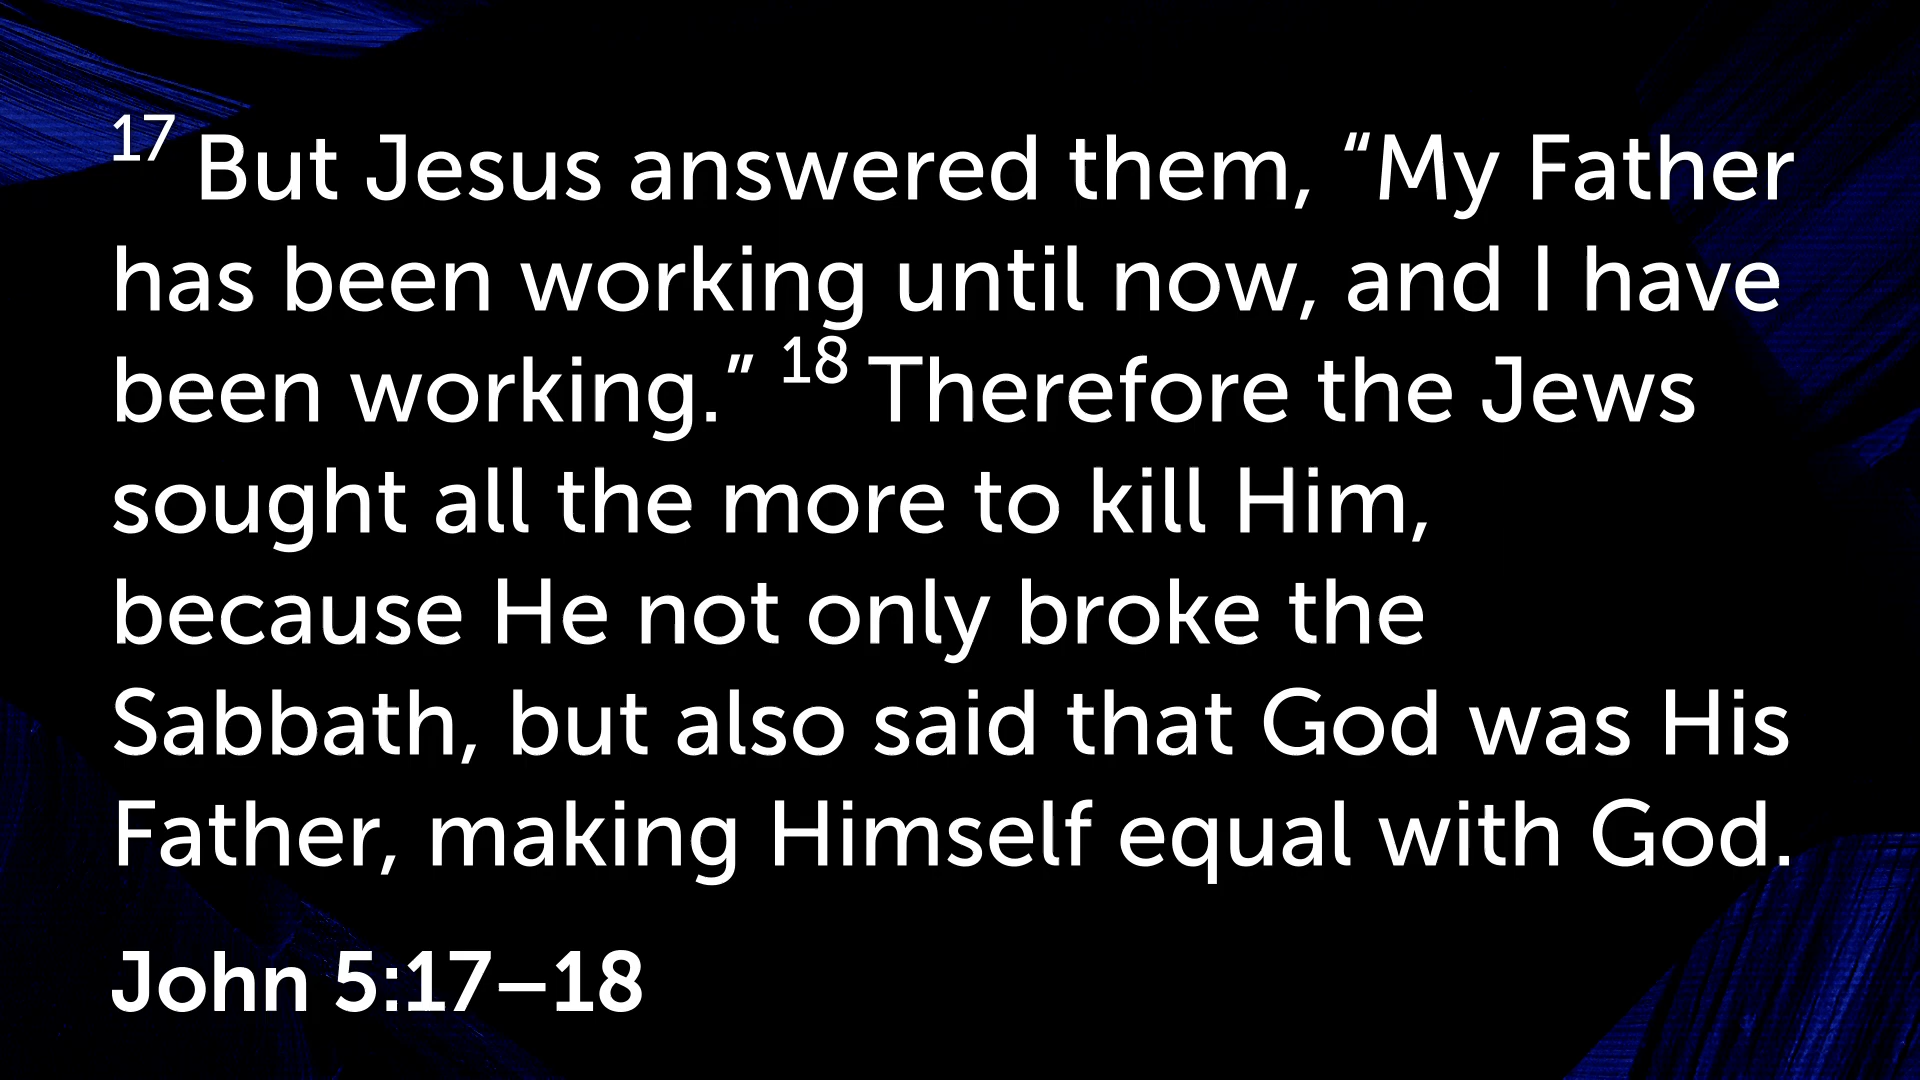 17 But Jesus answered them, “My Father
has been working until now, and I have
been working.” 18 Therefore the Jews
sought all the more to kill Him,
because He not only broke the
Sabbath, but also said that God was His
Father, making Himself equal with God.
John 5:17–18